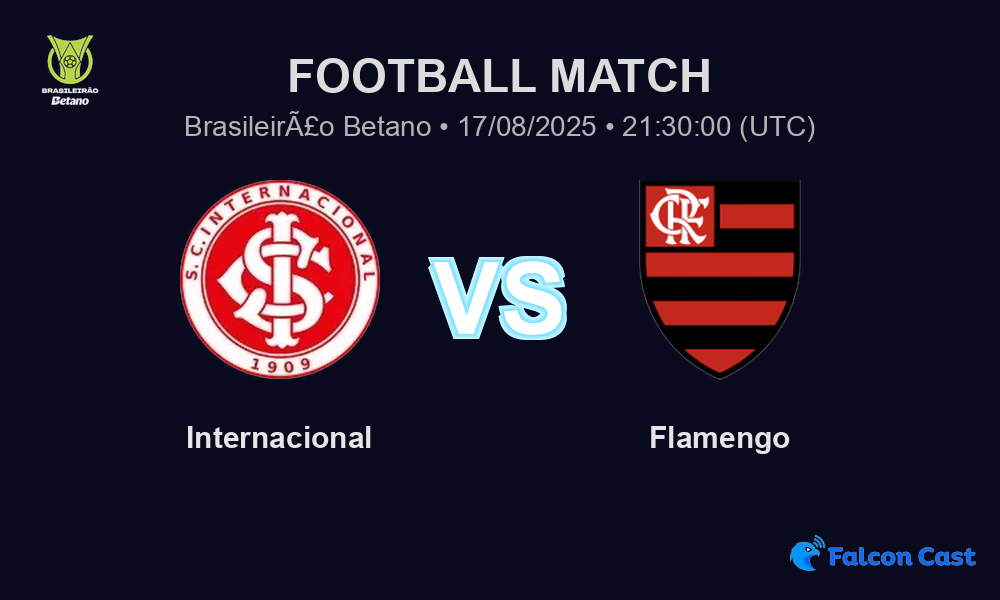 BRASILEIRÃO
Betano
FOOTBALL MATCH
BrasileirÃ£o Betano • 17/08/2025 • 21:30:00 (UTC)
S.C. INTERNACIONAL
1909
VS
CRF
Internacional
Flamengo
Falcon Cast